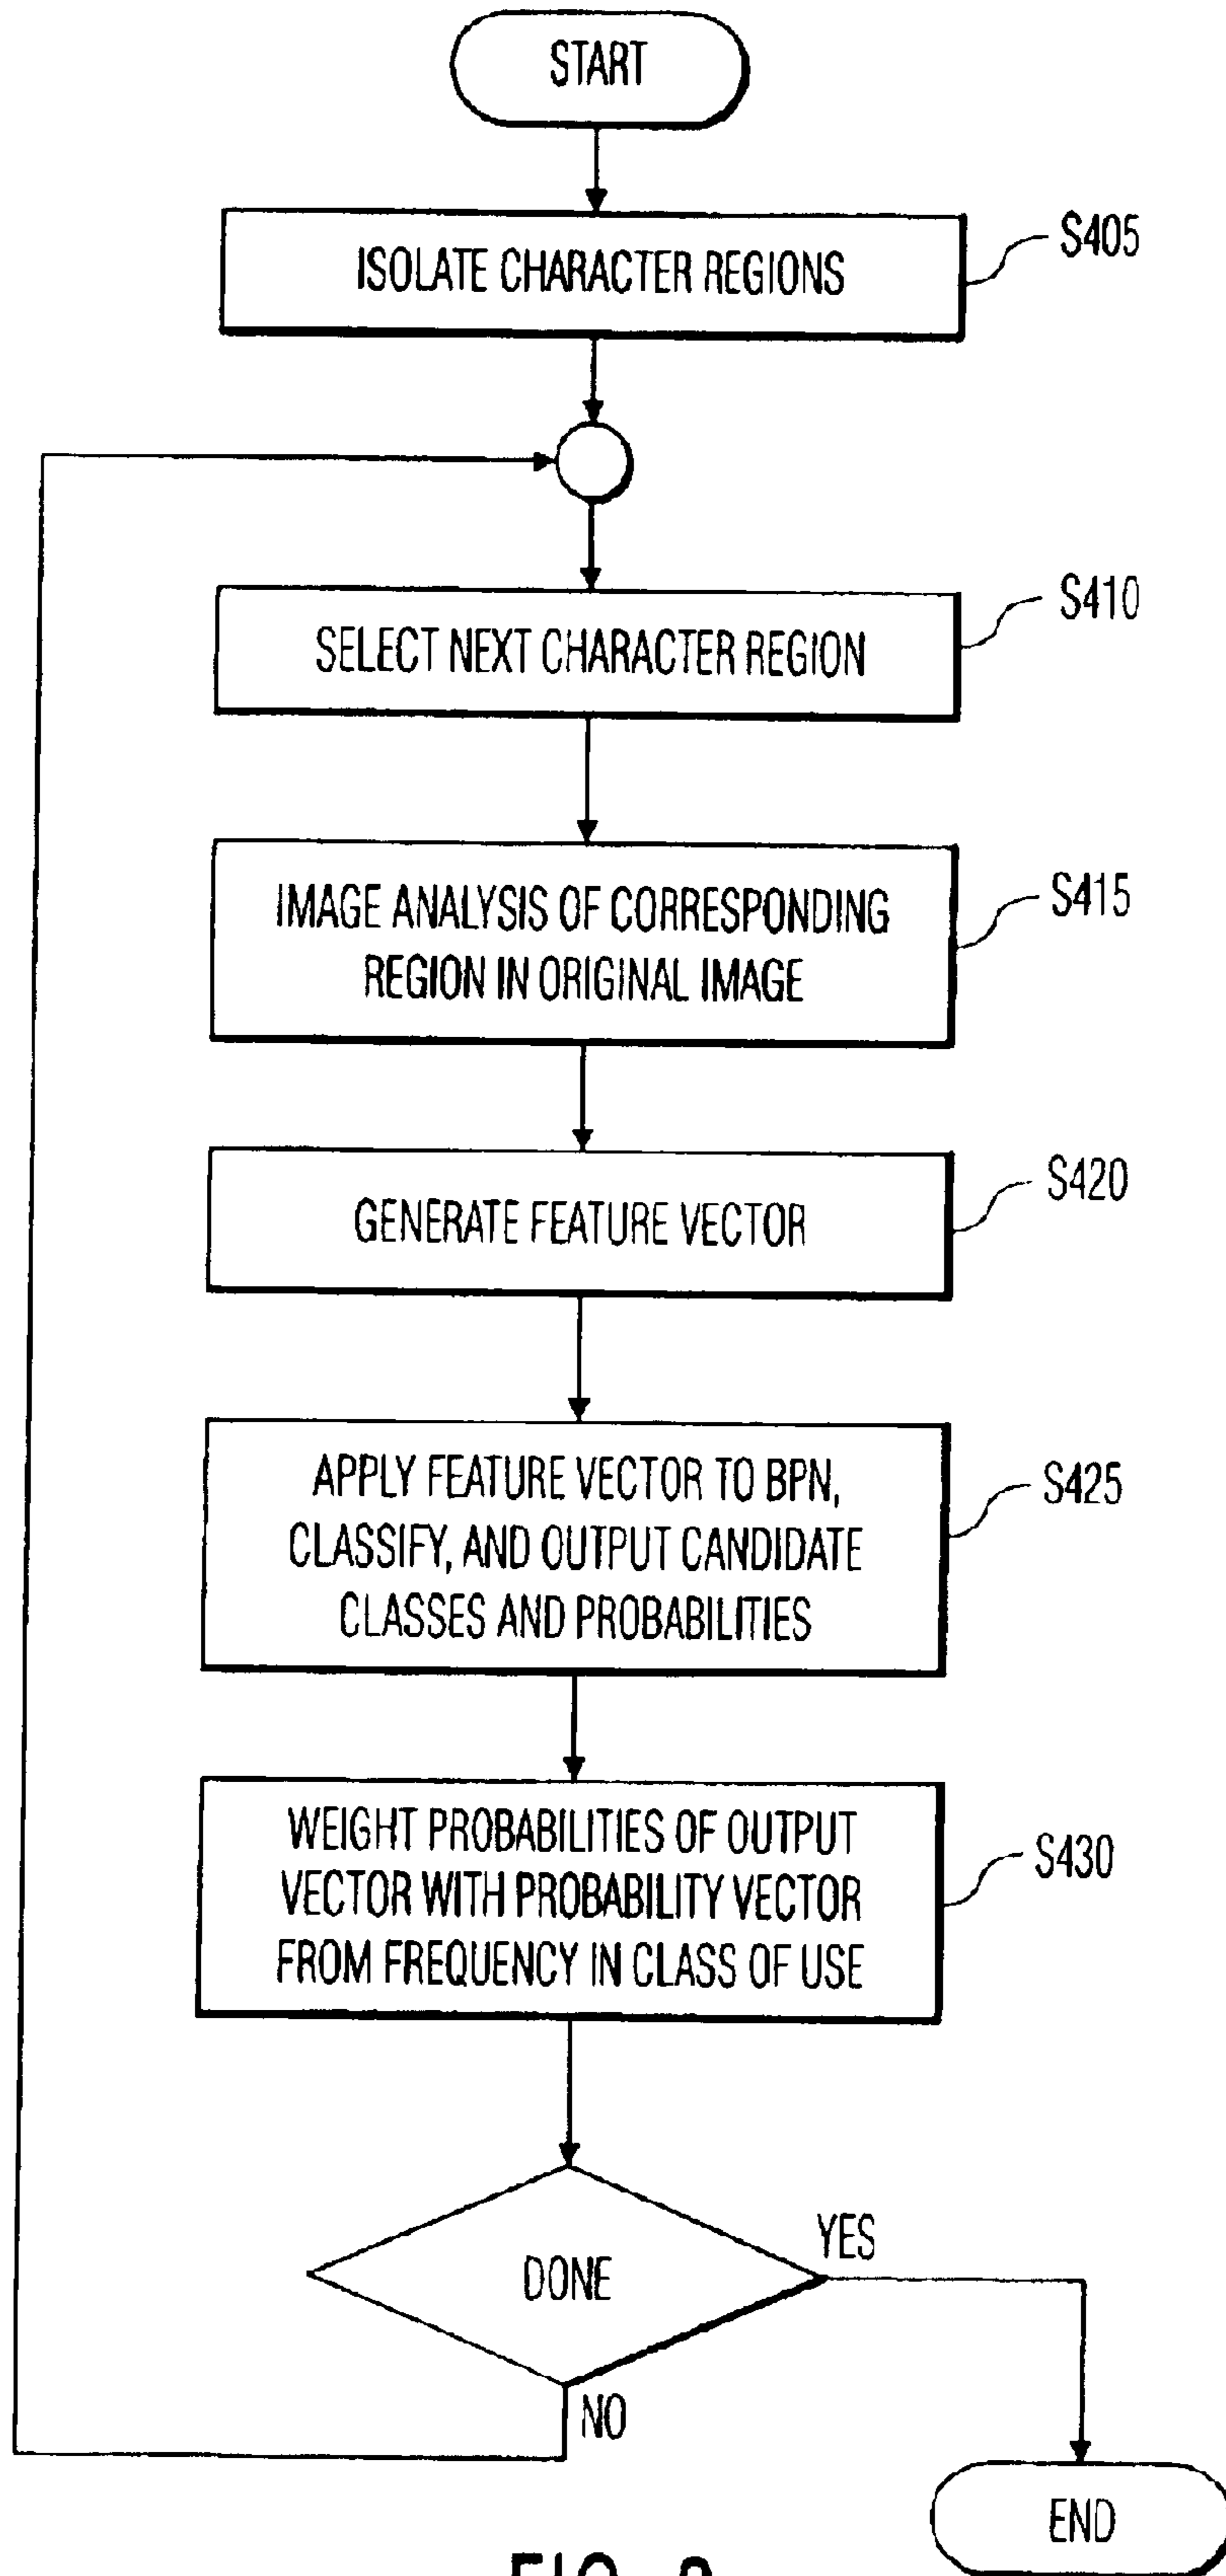 START
ISOLATE CHARACTER REGIONS
S405
SELECT NEXT CHARACTER REGION
S410
IMAGE ANALYSIS OF CORRESPONDING
REGION IN ORIGINAL IMAGE
S415
GENERATE FEATURE VECTOR
S420
APPLY FEATURE VECTOR TO BPN,
CLASSIFY, AND OUTPUT CANDIDATE
CLASSES AND PROBABILITIES
S425
WEIGHT PROBABILITIES OF OUTPUT
VECTOR WITH PROBABILITY VECTOR
FROM FREQUENCY IN CLASS OF USE
S430
DONE
YES
NO
END
FIG.